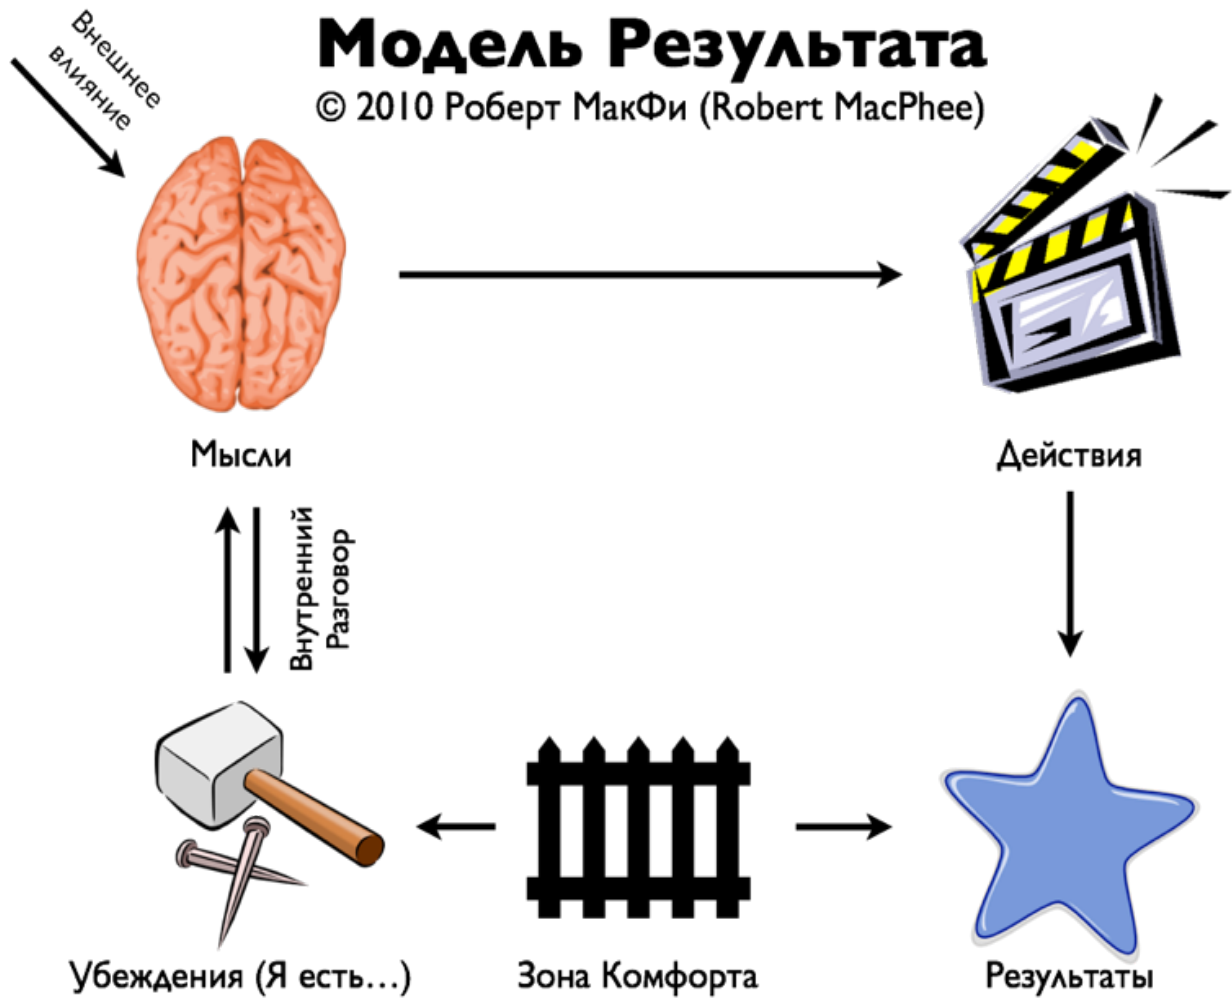 Модель Результата
© 2010 Роберт МакФи (Robert MacPhee)
Внешнее
влияние
Мысли
Действия
Внутренний
Разговор
Убеждения (Я есть...)
Зона Комфорта
Результаты